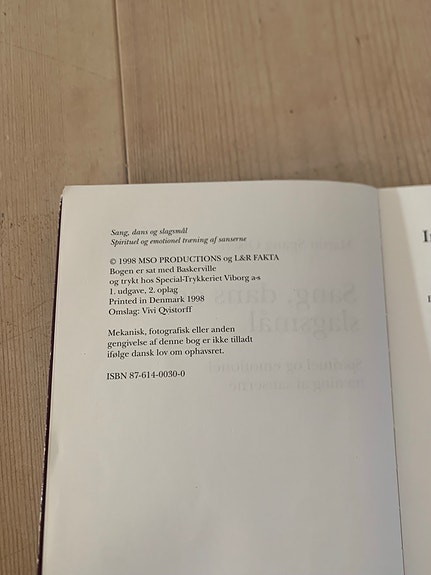 Sang, dans og slagsmål
Spirituel og emotionel træning af sanserne
© 1998 MSO PRODUCTIONS og L&R FAKTA
Bogen er sat med Baskerville
og trykt hos Special-Trykkeriet Viborg a-s
1. udgave, 2. oplag
Printed in Denmark 1998
Omslag: Vivi Qvistorff
Mekanisk, fotografisk eller anden
gengivelse af denne bog er ikke tilladt
ifølge dansk lov om ophavsret.
ISBN 87-614-0030-0